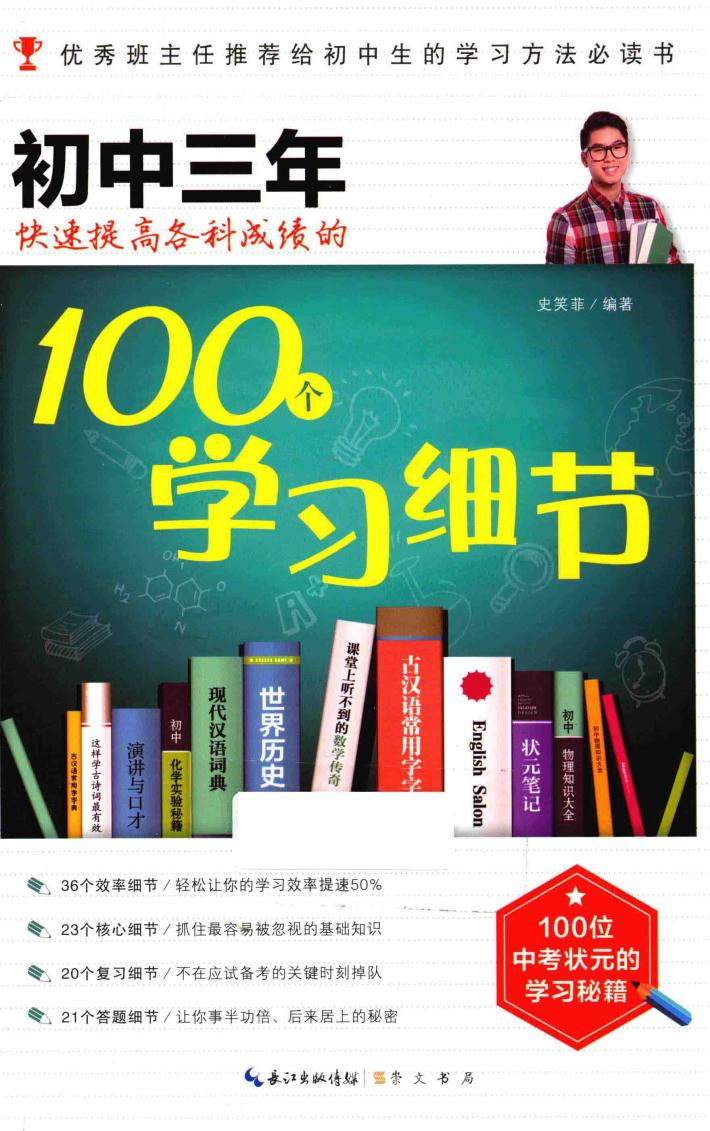 优秀班主任推荐给初中生的学习方法必读书
初中三年
快速提高各科成绩的
史笑菲/编著
100个
学习细节
古汉语常用字字典
这样学古诗词最有效
演讲与口才
初中
化学实验秘籍
现代汉语词典
世界历史
课堂上听不到的数学传奇
古汉语常用字字
English Salon
状元笔记
初中
物理知识大全
初中物理知识大全
H₂O
A+
36个效率细节/轻松让你的学习效率提速50%
23个核心细节/抓住最容易被忽视的基础知识
20个复习细节/不在应试备考的关键时刻掉队
21个答题细节/让你事半功倍、后来居上的秘密
100位
中考状元的
学习秘籍
长江出版传媒
崇文书局